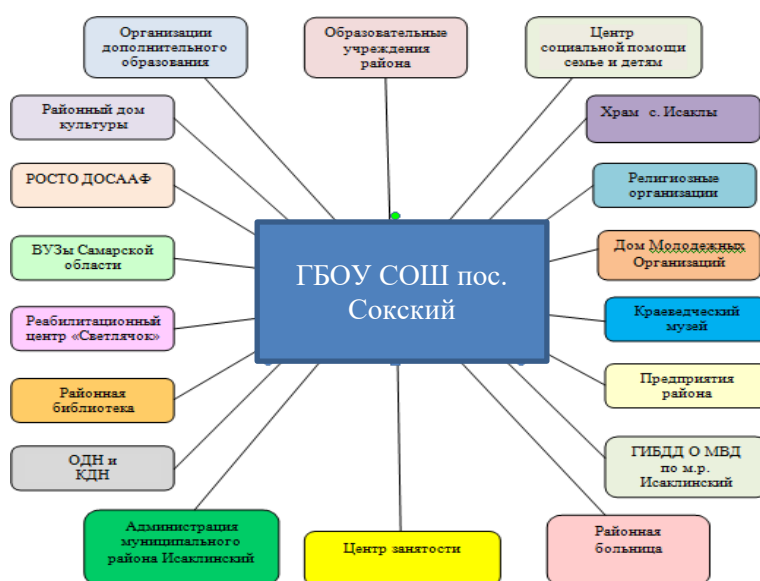 Организации
дополнительного
образования
Образовательные
учреждения
района
Центр
социальной помощи
семье и детям
Районный дом
культуры
Храм с. Исаклы
РОСТО ДОСААФ
Религиозные
организации
ГБОУ СОШ пос.
Сокский
ВУЗы Самарской
области
Дом Молодежных
Организаций
Реабилитационный
центр «Светлячок»
Краеведческий
музей
Районная
библиотека
Предприятия
района
ОДН и
КДН
ГИБДД О МВД
по м.р.
Исаклинский
Администрация
муниципального
района Исаклинский
Центр занятости
Районная
больница